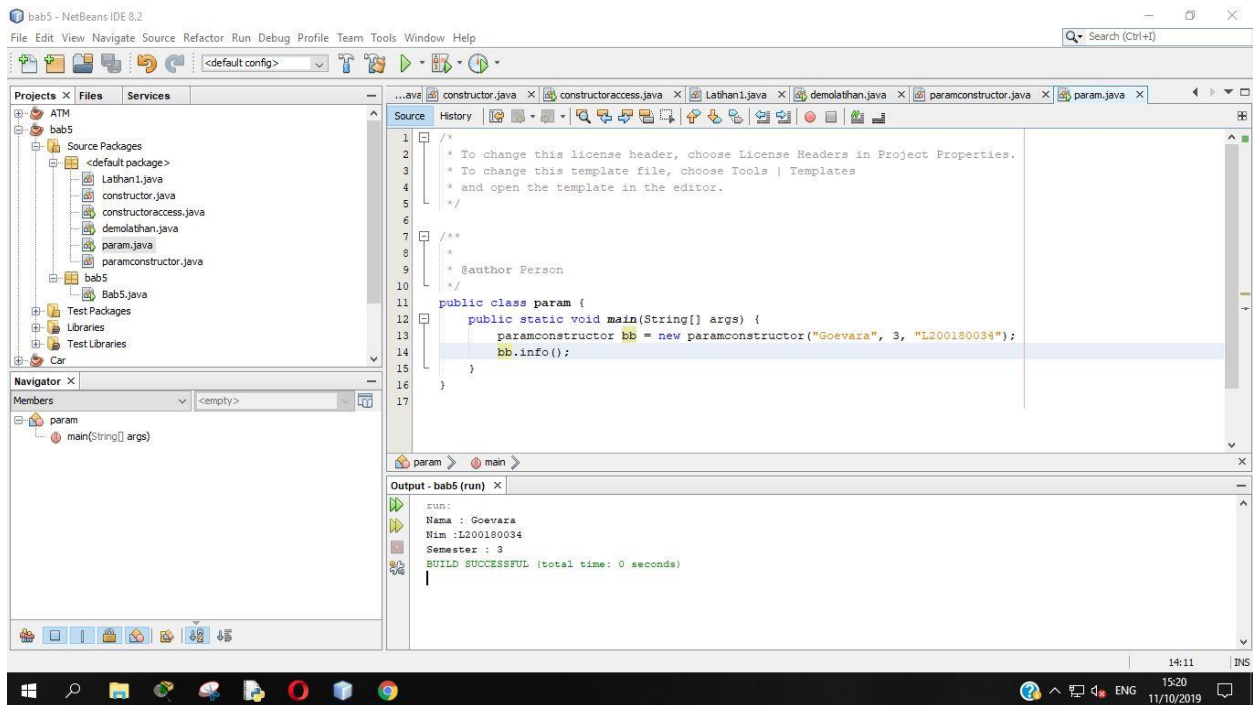 bab5 - NetBeans IDE 8.2
File Edit View Navigate Source Refactor Run Debug Profile Team Tools Window Help
Search (Ctrl+I)
<default config>
Projects Files Services
ATM
bab5
Source Packages
<default package>
Latihan1.java
constructor.java
constructoraccess.java
demolatihan.java
param.java
paramconstructor.java
bab5
Bab5.java
Test Packages
Libraries
Test Libraries
Car
Navigator
Members <empty>
param
main(String[] args)
...ava constructor.java constructoraccess.java Latihan1.java demolatihan.java paramconstructor.java param.java
Source History
1 /*
2 * To change this license header, choose License Headers in Project Properties.
3 * To change this template file, choose Tools | Templates
4 * and open the template in the editor.
5 */
6
7 /**
8 *
9 * @author Person
10 */
11 public class param {
12 public static void main(String[] args) {
13 paramconstructor bb = new paramconstructor("Goevara", 3, "L200180034");
14 bb.info();
15 }
16 }
17
param main
Output - bab5 (run)
run:
Nama : Goevara
Nim :L200180034
Semester : 3
BUILD SUCCESSFUL (total time: 0 seconds)
14:11 INS
ENG
15:20
11/10/2019